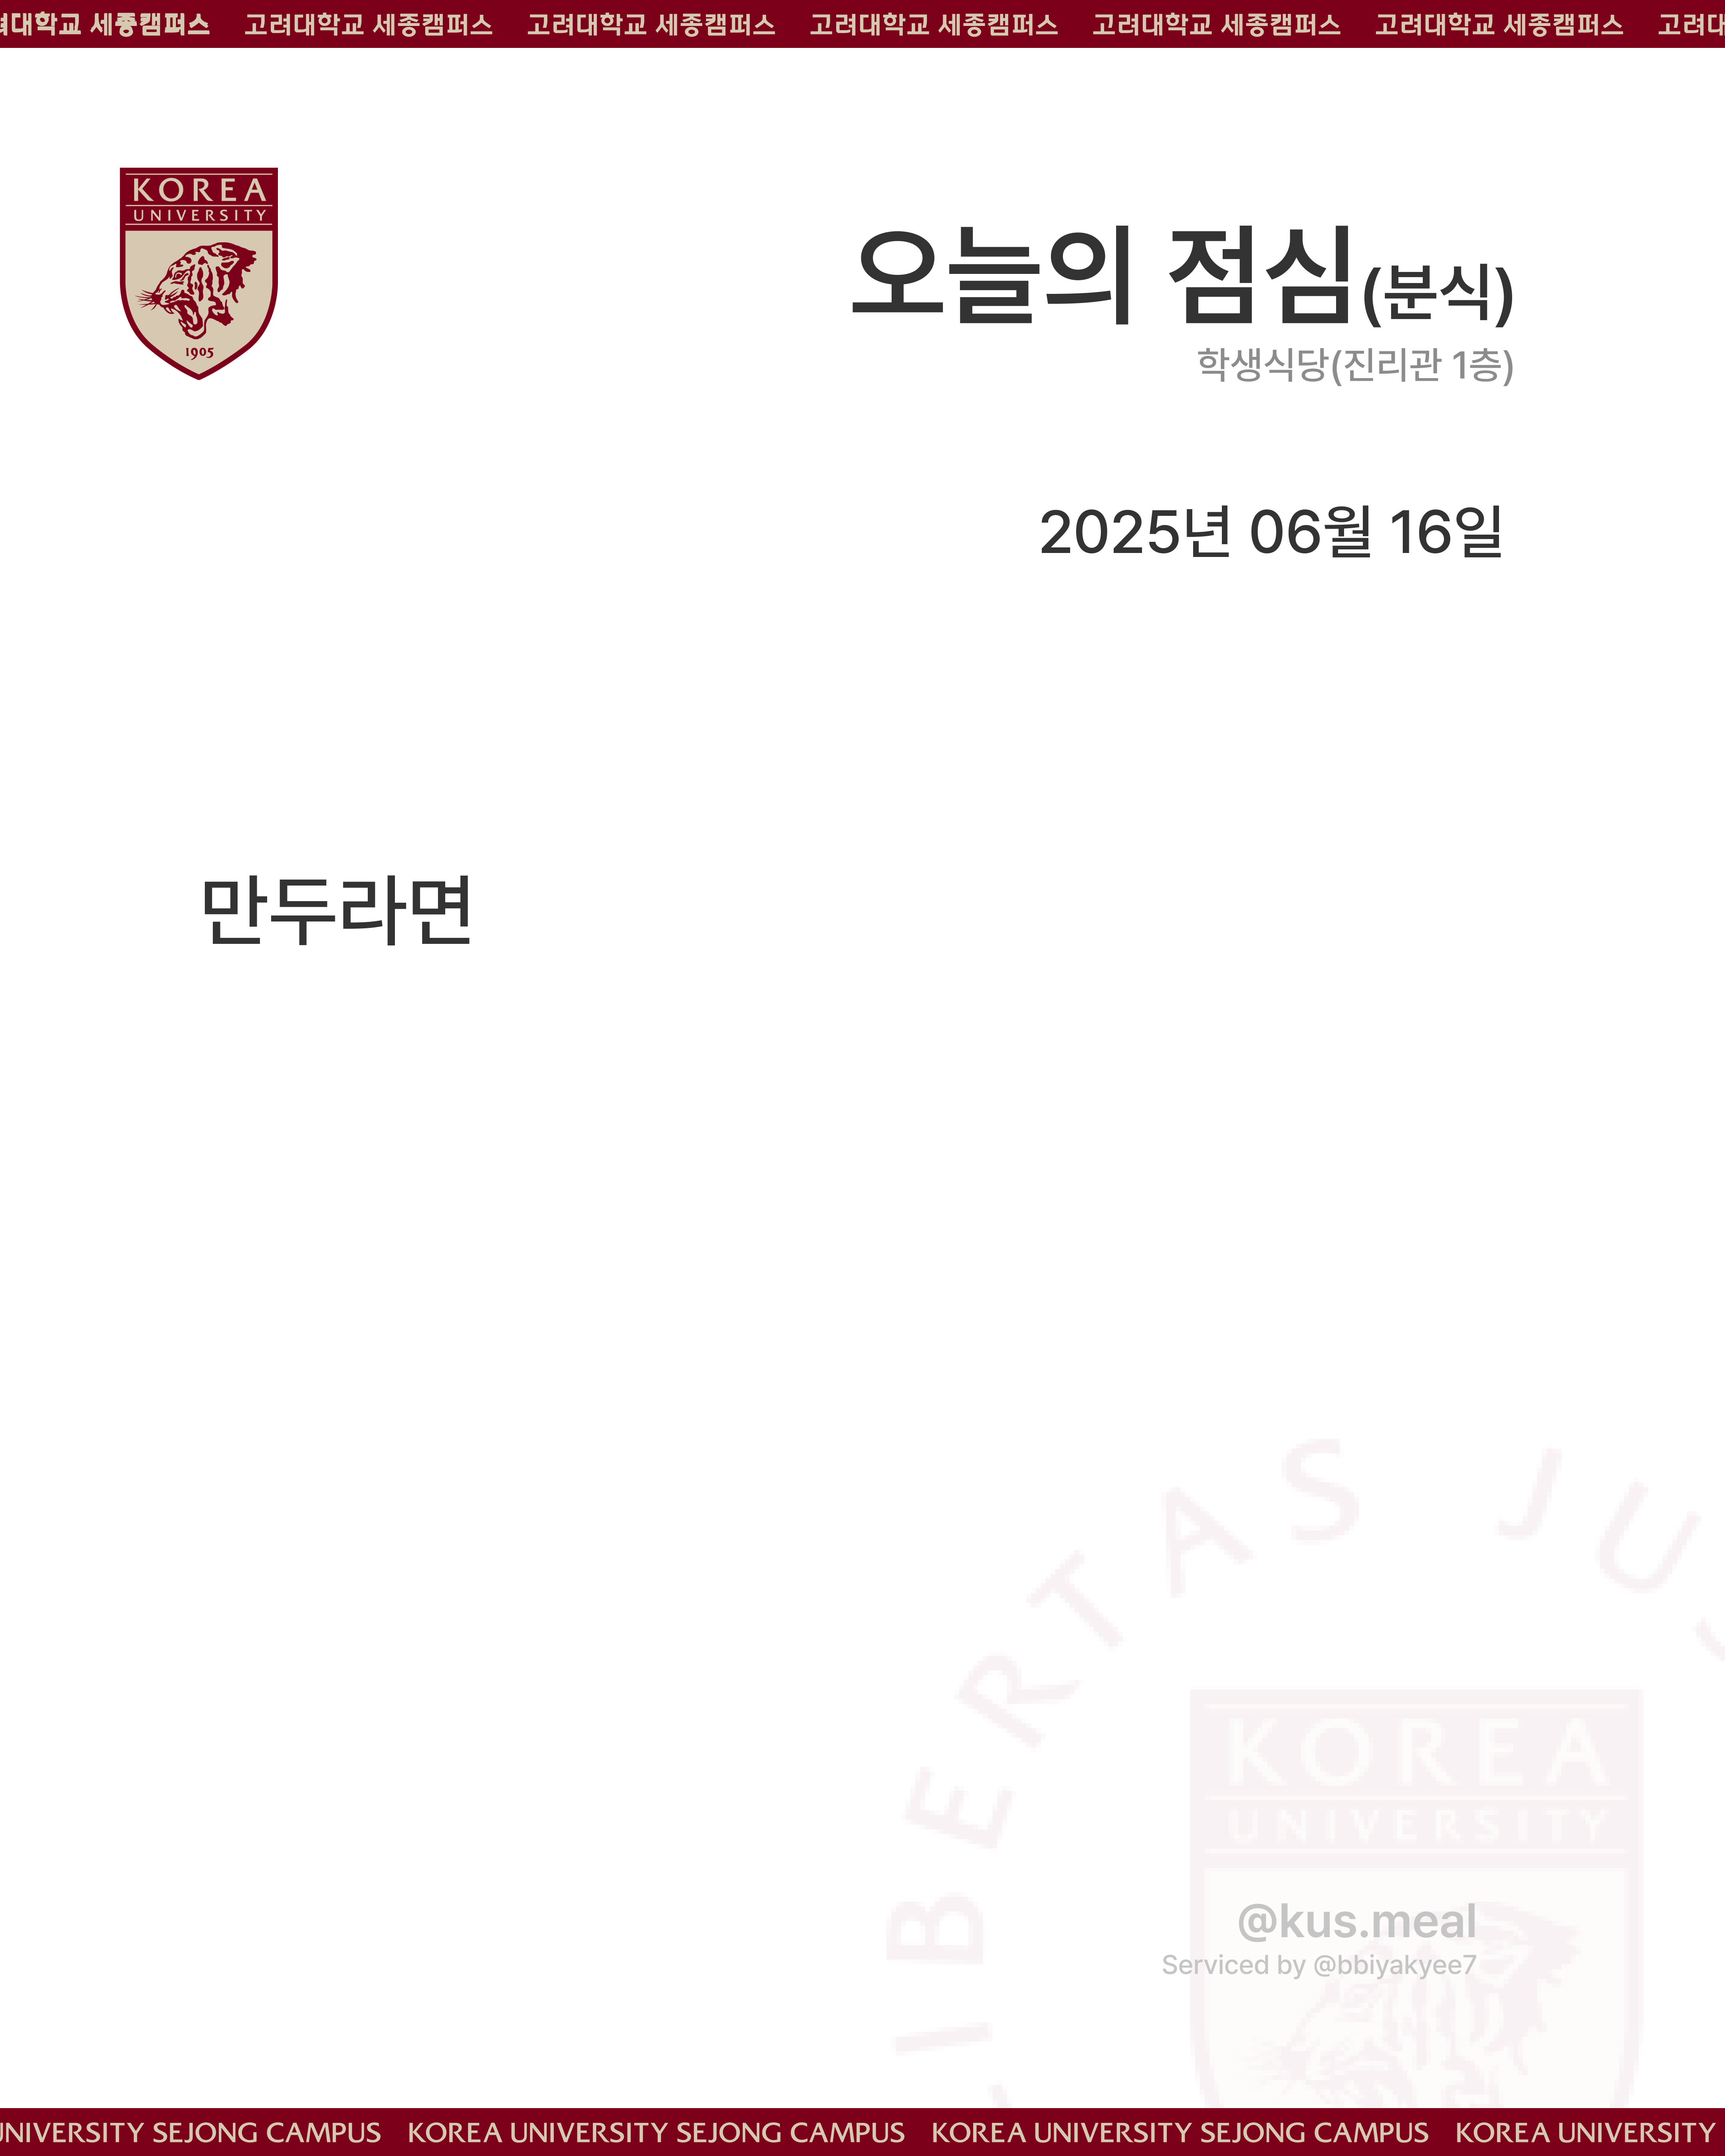 려대학교 세종캠퍼스 고려대학교 세종캠퍼스 고려대학교 세종캠퍼스 고려대학교 세종캠퍼스 고려대학교 세종캠퍼스 고려대학교 세종캠퍼스 고려대
KOREA
UNIVERSITY
1905
오늘의 점심(분식)
학생식당(진리관 1층)
2025년 06월 16일
만두라면
IBERTAS JU
KOREA
UNIVERSITY
@kus.meal
Serviced by @bbiyakyee7
UNIVERSITY SEJONG CAMPUS KOREA UNIVERSITY SEJONG CAMPUS KOREA UNIVERSITY SEJONG CAMPUS KOREA UNIVERSITY